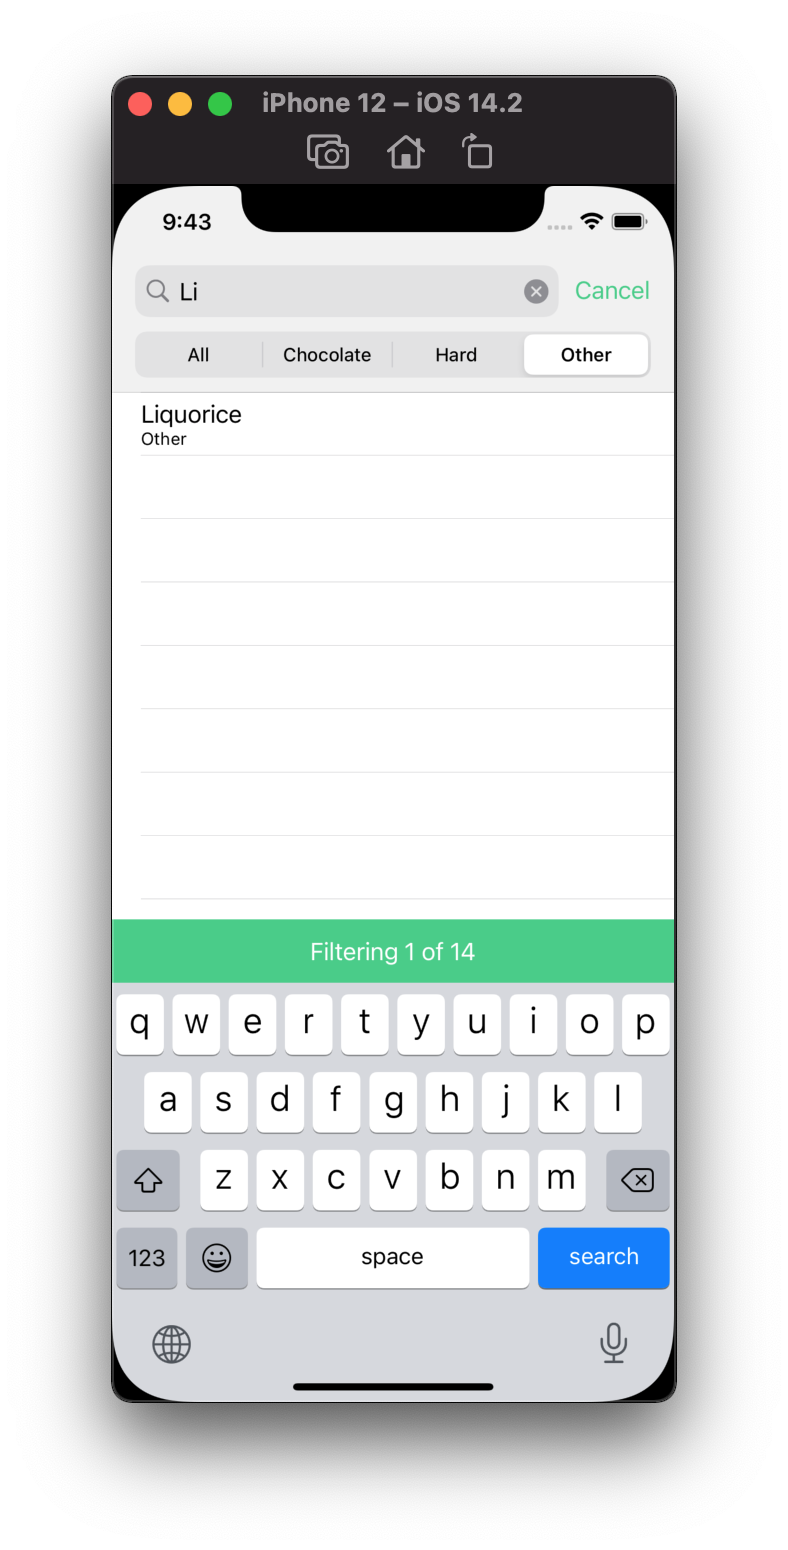 iPhone 12 – iOS 14.2
9:43
Li Cancel
All Chocolate Hard Other
Liquorice
Other
Filtering 1 of 14
q w e r t y u i o p
a s d f g h j k l
z x c v b n m
123 space search